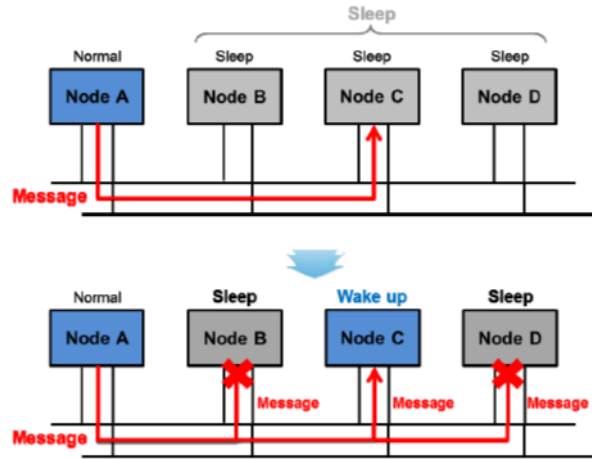 Sleep
Normal Sleep Sleep Sleep
Node A Node B Node C Node D
Message
Normal Sleep Wake up Sleep
Node A Node B Node C Node D
Message Message Message
Message